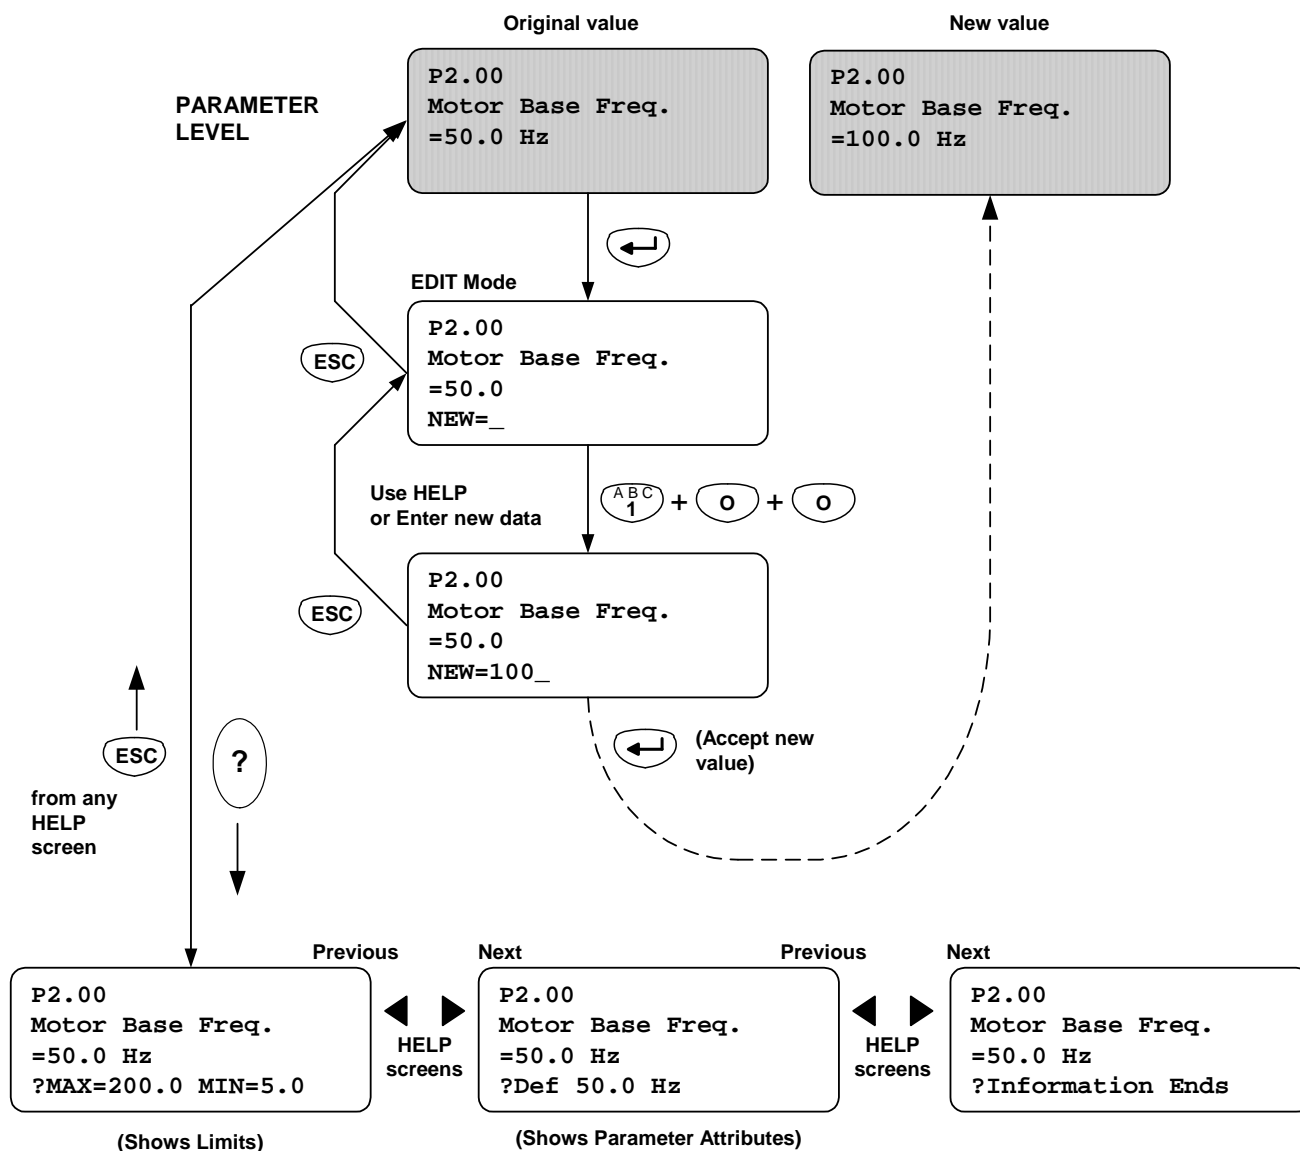 Original value
New value
PARAMETER
LEVEL
P2.00
Motor Base Freq.
=50.0 Hz
P2.00
Motor Base Freq.
=100.0 Hz
EDIT Mode
P2.00
Motor Base Freq.
=50.0
NEW=_
ESC
Use HELP
or Enter new data
A B C
1
+
0
+
0
P2.00
Motor Base Freq.
=50.0
NEW=100_
ESC
(Accept new
value)
ESC
?
from any
HELP
screen
Previous
Next
Previous
Next
P2.00
Motor Base Freq.
=50.0 Hz
?MAX=200.0 MIN=5.0
HELP
screens
P2.00
Motor Base Freq.
=50.0 Hz
?Def 50.0 Hz
HELP
screens
P2.00
Motor Base Freq.
=50.0 Hz
?Information Ends
(Shows Limits)
(Shows Parameter Attributes)